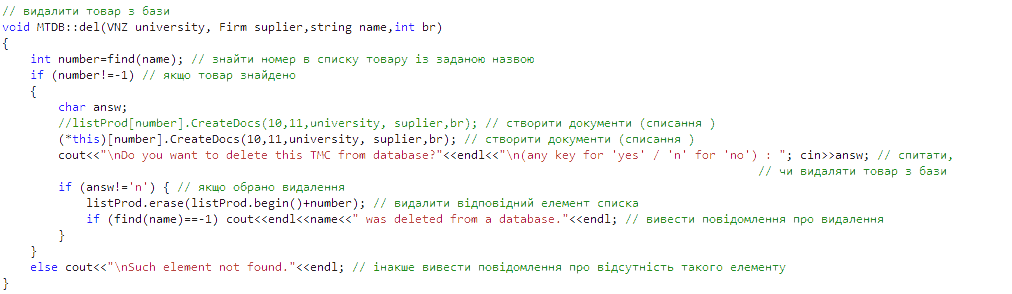 // видалити товар з бази
void MTDB::del(VNZ university, Firm suplier,string name,int br)
{
    int number=find(name); // знайти номер в списку товару із заданою назвою
    if (number!=-1) // якщо товар знайдено
    {
        char answ;
        //listProd[number].CreateDocs(10,11,university, suplier,br); // створити документи (списання )
        (*this)[number].CreateDocs(10,11,university, suplier,br); // створити документи (списання )
        cout<<"\nDo you want to delete this TMC from database?"<<endl<<"\n(any key for 'yes' / 'n' for 'no') : "; cin>>answ; // спитати,
                                                                                                            // чи видаляти товар з бази
        if (answ!='n') { // якщо обрано видалення
            listProd.erase(listProd.begin()+number); // видалити відповідний елемент списка
            if (find(name)==-1) cout<<endl<<name<<" was deleted from a database."<<endl; // вивести повідомлення про видалення
        }
    }
    else cout<<"\nSuch element not found."<<endl; // інакше вивести повідомлення про відсутність такого елементу
}